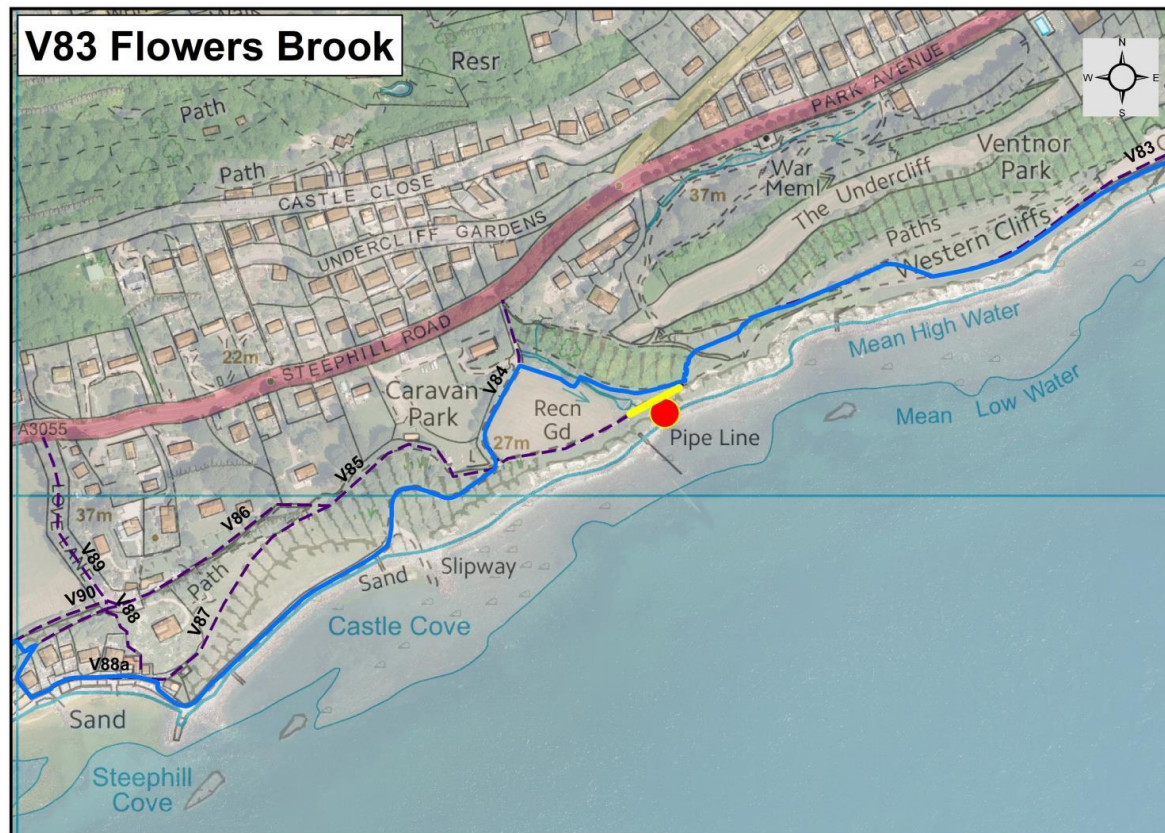 V83 Flowers Brook
Resr
N
W E
S
Path
PARK AVENUE
Path
War
Meml
Ventnor
Park
V83
CASTLE CLOSE
37m
The Undercliff
UNDERCLIFF GARDENS
Paths
Western Cliffs
STEEPHILL ROAD
22m
Mean High Water
V84
Caravan
Park
Mean Low Water
A3055
Recn
Gd
27m
Pipe Line
V85
37m
V86
V89
Path
Slipway
Sand
V90
V88
V87
Castle Cove
V88a
Sand
Steephill
Cove